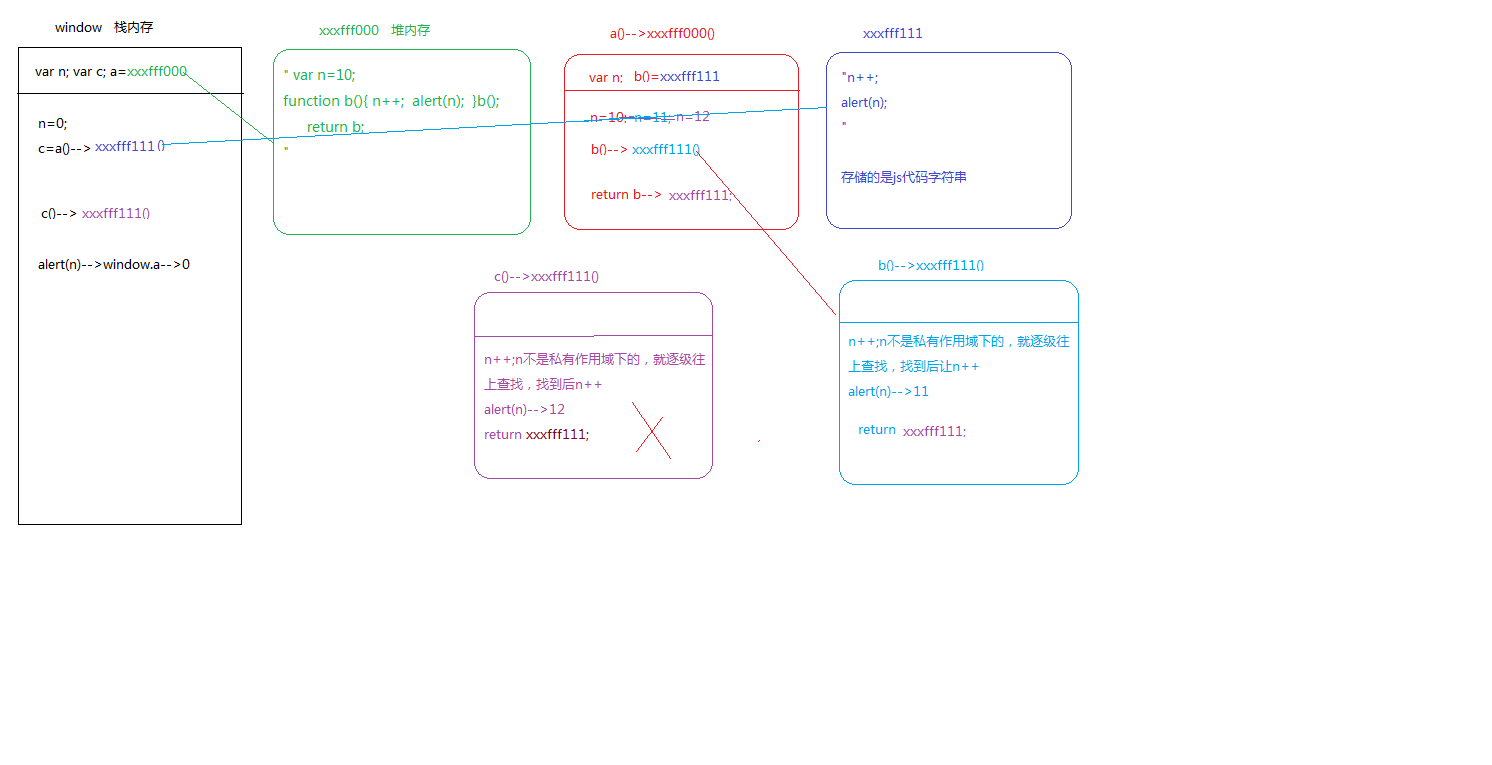 window 栈内存
var n; var c; a=xxxfff000
n=0;
c=a()--> xxxfff111 ()
c()--> xxxfff111()
alert(n)-->window.a-->0
xxxfff000 堆内存
" var n=10;
function b(){ n++; alert(n); }b();
return b;
"
a()-->xxxfff000()
var n; b()=xxxfff111
n=10; n=11; n=12
b()--> xxxfff111()
return b--> xxxfff111;
xxxfff111
"n++;
alert(n);
"
存储的是js代码字符串
c()-->xxxfff111()
n++;n不是私有作用域下的，就逐级往
上查找，找到后n++
alert(n)-->12
return xxxfff111;
b()-->xxxfff111()
n++;n不是私有作用域下的，就逐级往
上查找，找到后让n++
alert(n)-->11
return xxxfff111;